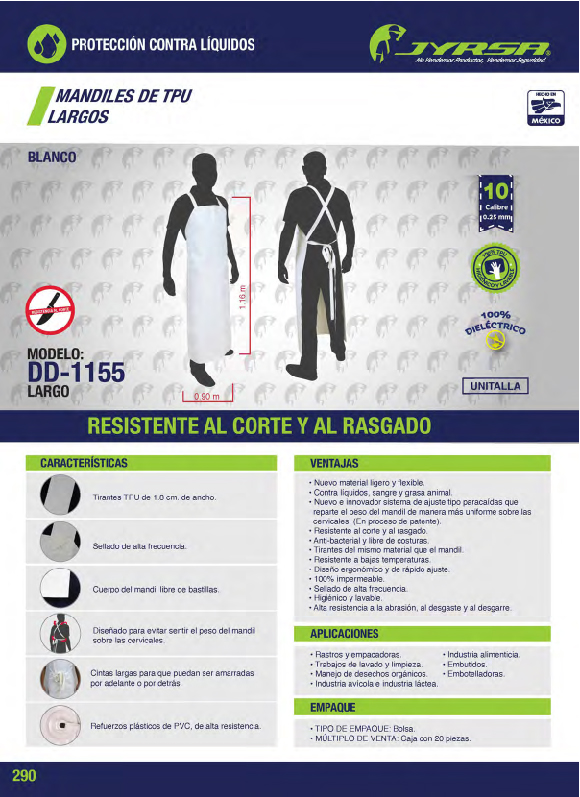 PROTECCIÓN CONTRA LÍQUIDOS
JYRSA®
No Vendemos Productos, Vendemos Seguridad
MANDILES DE TPU
LARGOS
HECHO EN
MÉXICO
BLANCO
10
Calibre
0.25 mm
100%
DIELÉCTRICO
RESISTENCIA AL CORTE
1.16 m
0.90 m
MODELO:
DD-1155
LARGO
UNITALLA
RESISTENTE AL CORTE Y AL RASGADO
CARACTERÍSTICAS
Tirantes TPU de 1.8 cm. de ancho.
Sellado de alta frecuencia.
Cuerpo del mandil libre de bastillas.
Diseñado para evitar sentir el peso del mandil
sobre las cervicales.
Cintas largas para que puedan ser amarradas
por adelante o por detrás
Refuerzos plásticos de PVC, de alta resistencia.
VENTAJAS
• Nuevo material ligero y flexible.
• Contra líquidos, sangre y grasa animal.
• Nuevo e innovador sistema de ajuste tipo paracaídas que
reparte el peso del mandil de manera más uniforme sobre las
cervicales. (En proceso de patente).
• Resistente al corte y al rasgado.
• Anti-bacterial y libre de costuras.
• Tirantes del mismo material que el mandil.
• Resistente a bajas temperaturas.
• Diseño ergonómico y de rápido ajuste.
• 100% impermeable.
• Sellado de alta frecuencia.
• Higiénico y lavable.
• Alta resistencia a la abrasión, al desgaste y al desgarre.
APLICACIONES
• Rastros y empacadoras.
• Trabajos de lavado y limpieza.
• Manejo de desechos orgánicos.
• Industria avícola e industria láctea.
• Industria alimenticia.
• Embutidos.
• Embotelladoras.
EMPAQUE
• TIPO DE EMPAQUE: Bolsa.
• MÚLTIPLO DE VENTA: Caja con 20 piezas.
290